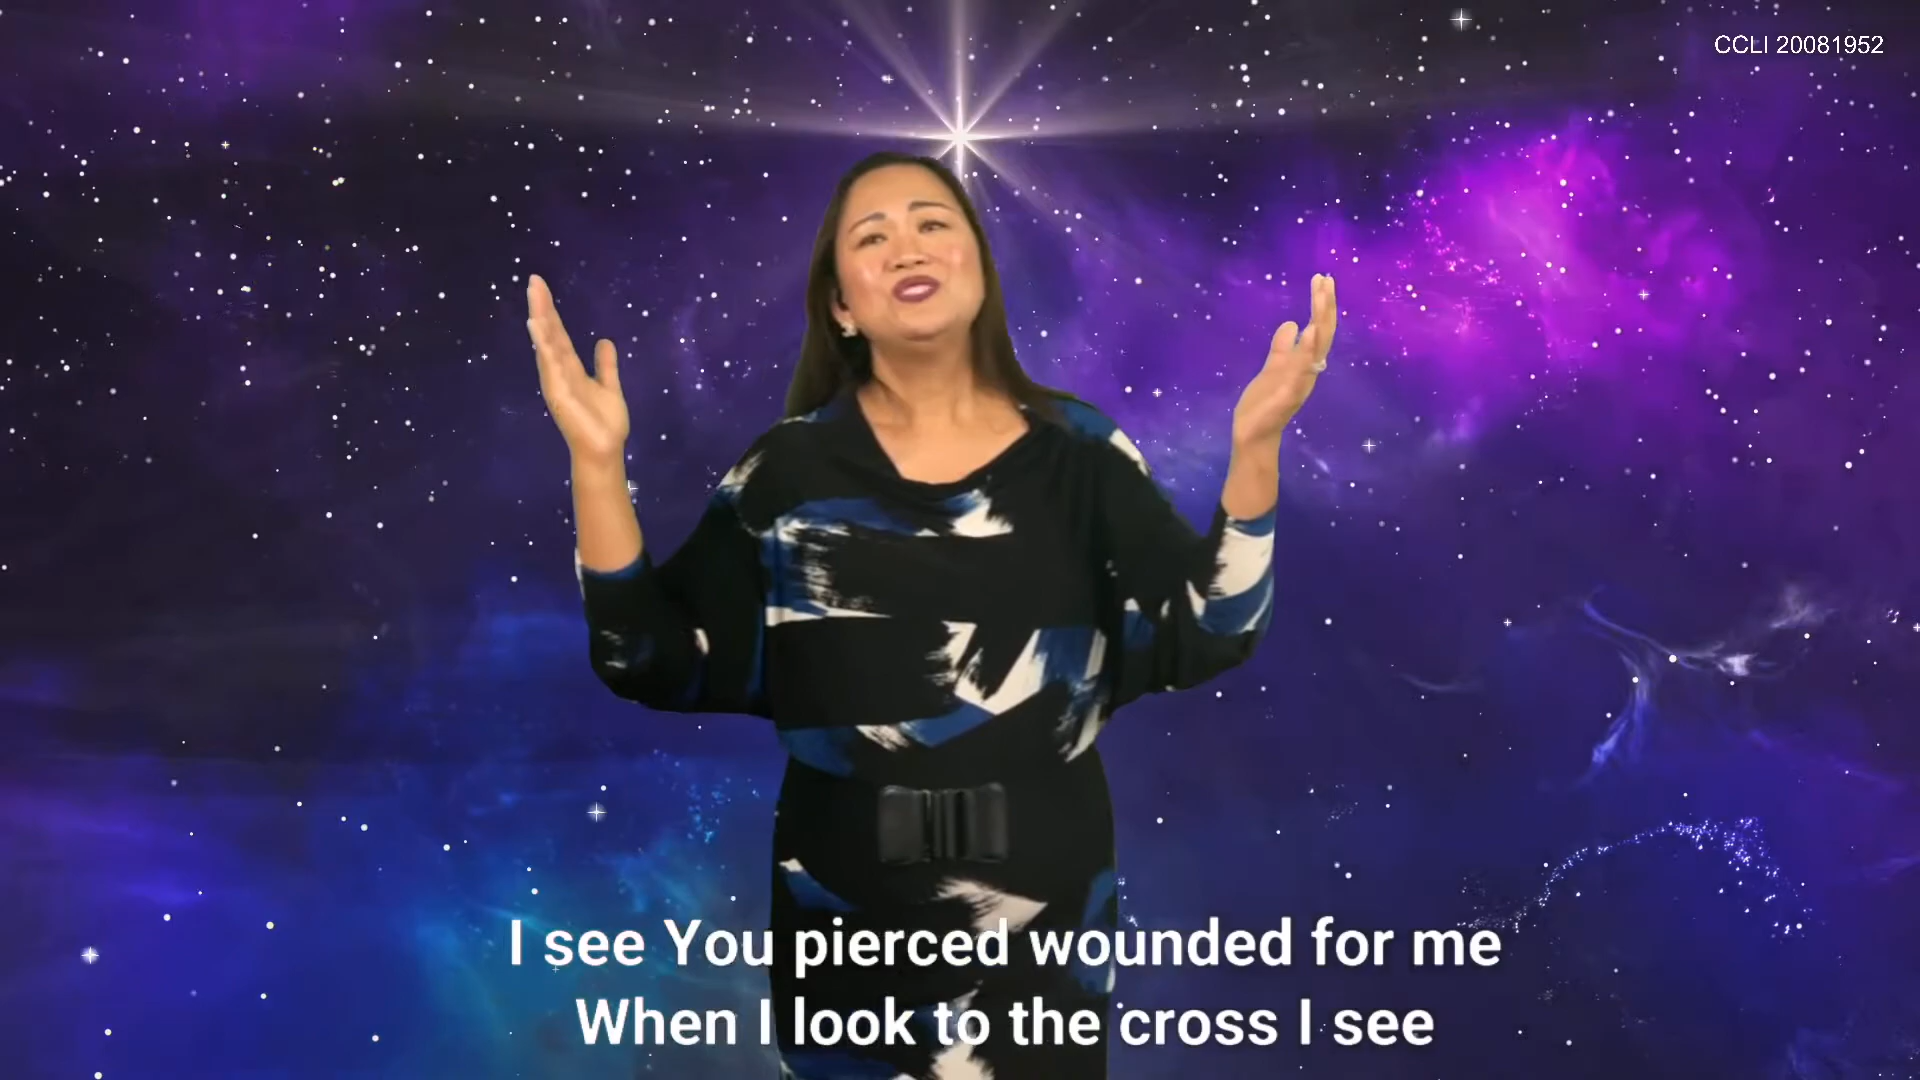 CCLI 20081952
I see You pierced wounded for me
When I look to the cross I see